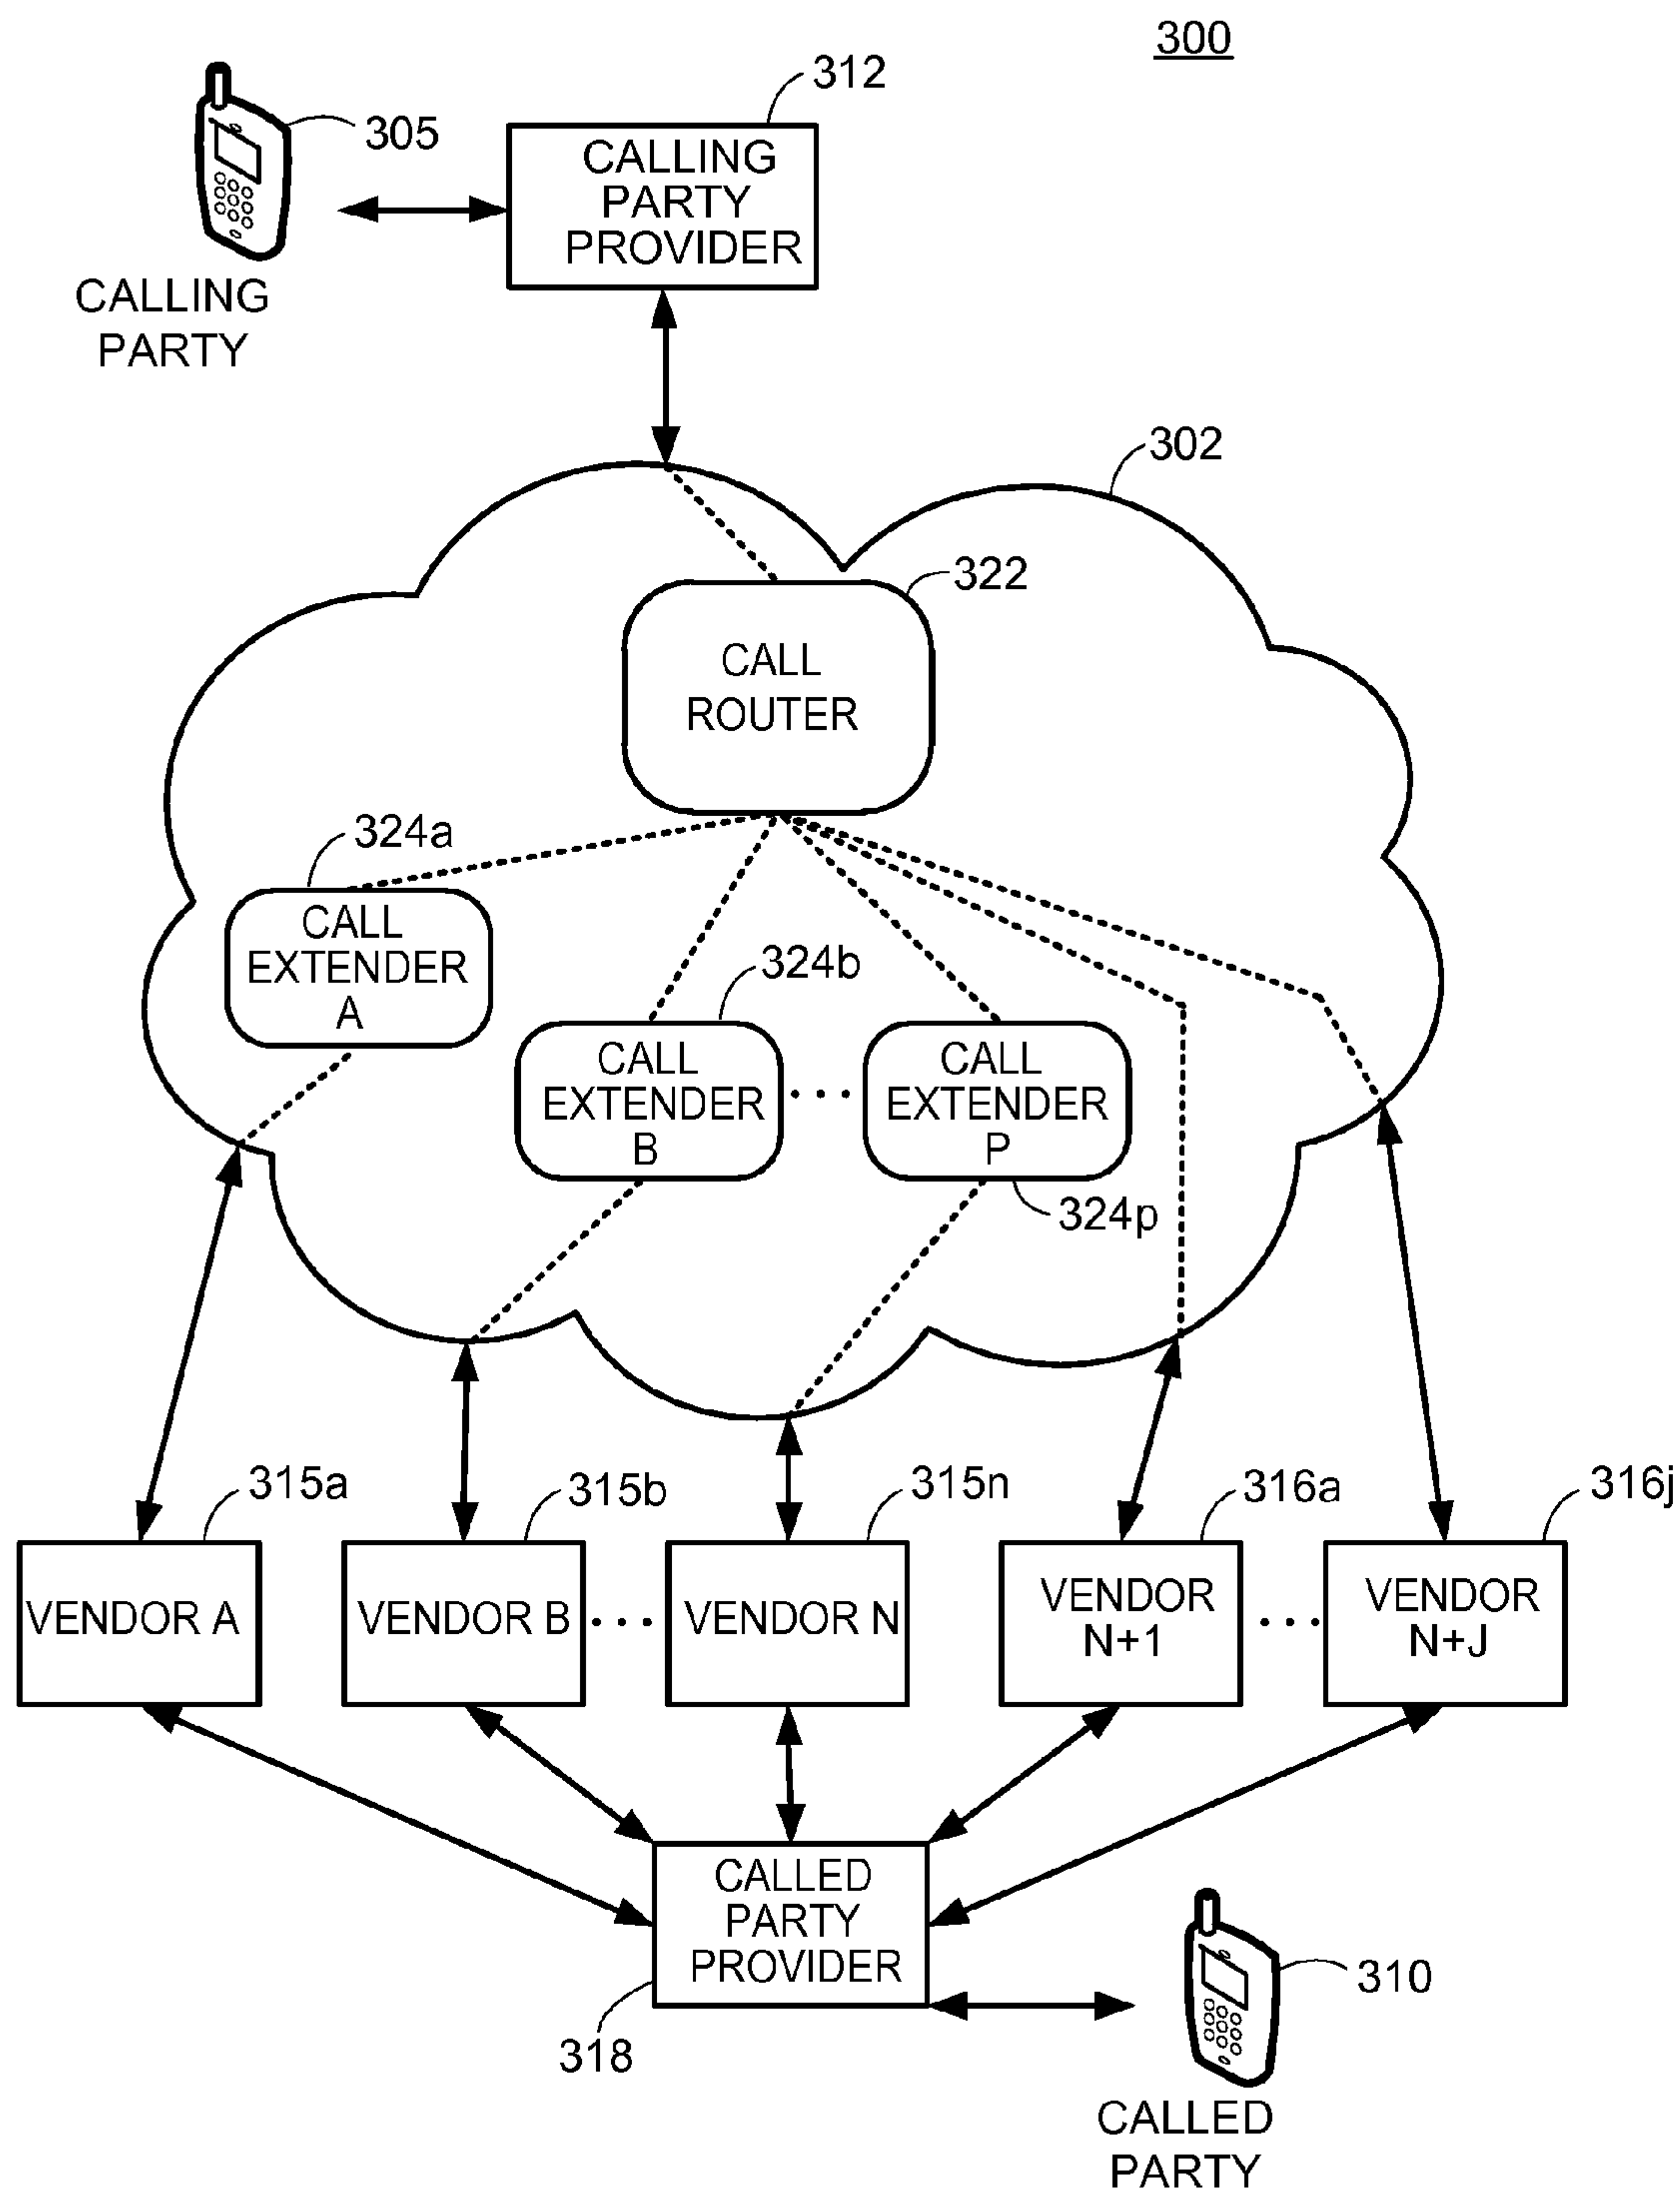 300
312
305
CALLING
PARTY
PROVIDER
CALLING
PARTY
302
322
CALL
ROUTER
324a
CALL
EXTENDER
A
324b
CALL
EXTENDER
B
. . .
CALL
EXTENDER
P
324p
315a
315b
315n
316a
316j
VENDOR A
VENDOR B
. . .
VENDOR N
VENDOR
N+1
. . .
VENDOR
N+J
CALLED
PARTY
PROVIDER
318
310
CALLED
PARTY